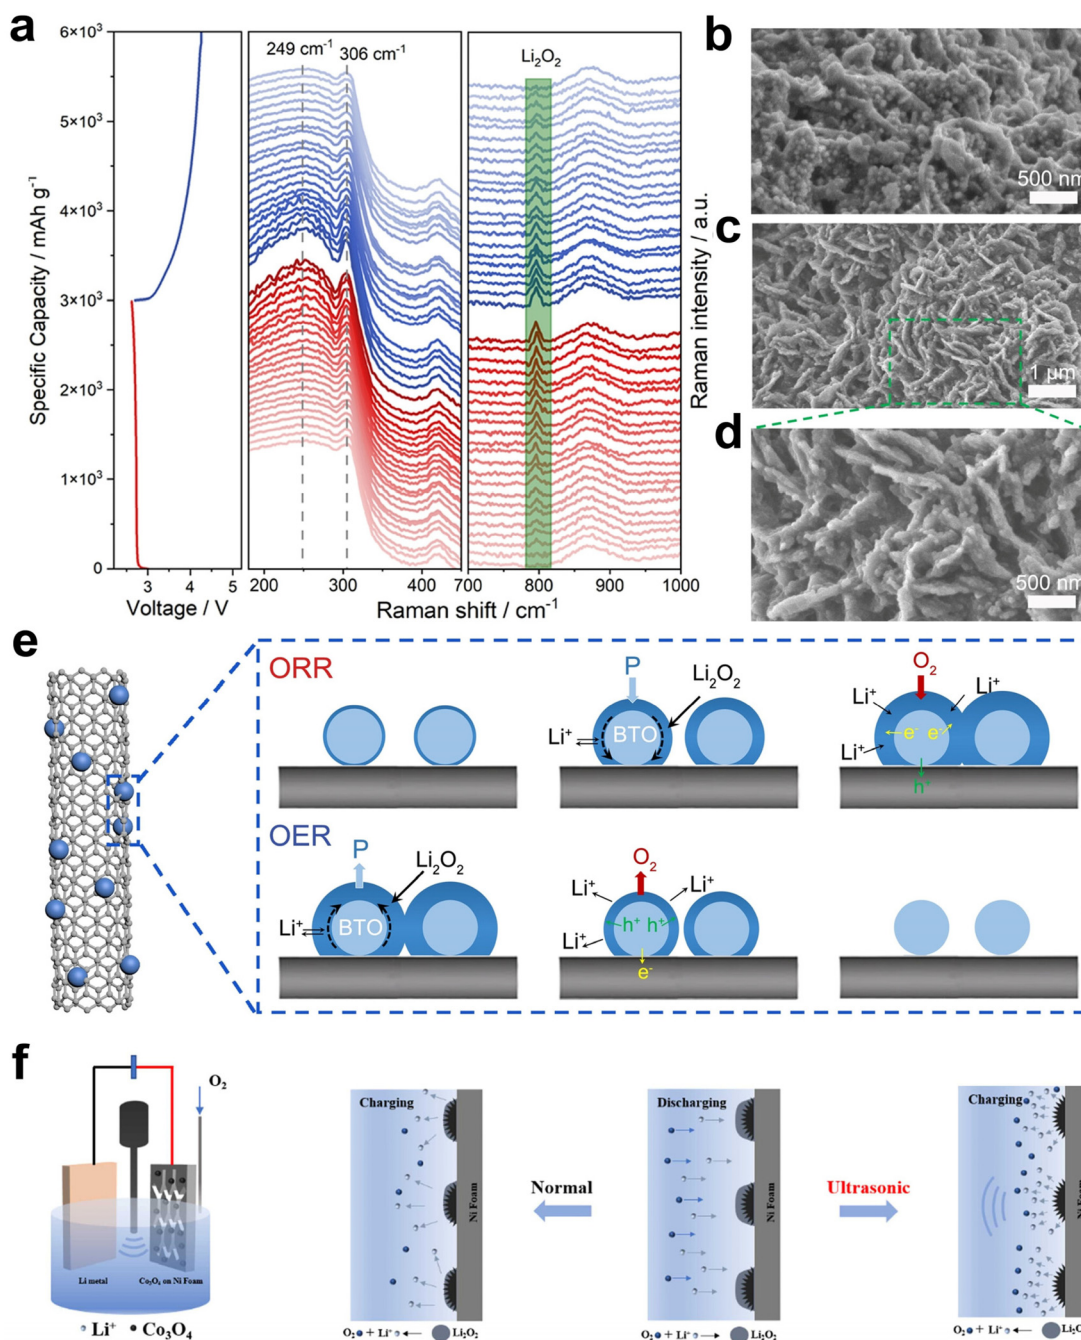 a
249 cm⁻¹
306 cm⁻¹
Li₂O₂
6×10³
5×10³
4×10³
3×10³
2×10³
1×10³
0
Specific Capacity / mAh g⁻¹
3
4
5
Voltage / V
200
300
400
Raman shift / cm⁻¹
700
800
900
1000
Raman intensity / a.u.
b
500 nm
c
1 µm
d
500 nm
e
ORR
P
Li₂O₂
Li⁺
BTO
O₂
Li⁺
Li⁺
Li⁺
e⁻ e⁻
h⁺
OER
P
Li₂O₂
Li⁺
BTO
O₂
Li⁺
Li⁺
Li⁺
h⁺ h⁺
e⁻
f
O₂
Li metal
Co₃O₄ on Ni Foam
Li⁺
Co₃O₄
Charging
Ni Foam
O₂ + Li⁺
Li₂O₂
Normal
Discharging
Ni Foam
O₂ + Li⁺
Li₂O₂
Ultrasonic
Charging
Ni Foam
O₂ + Li⁺
Li₂O₂